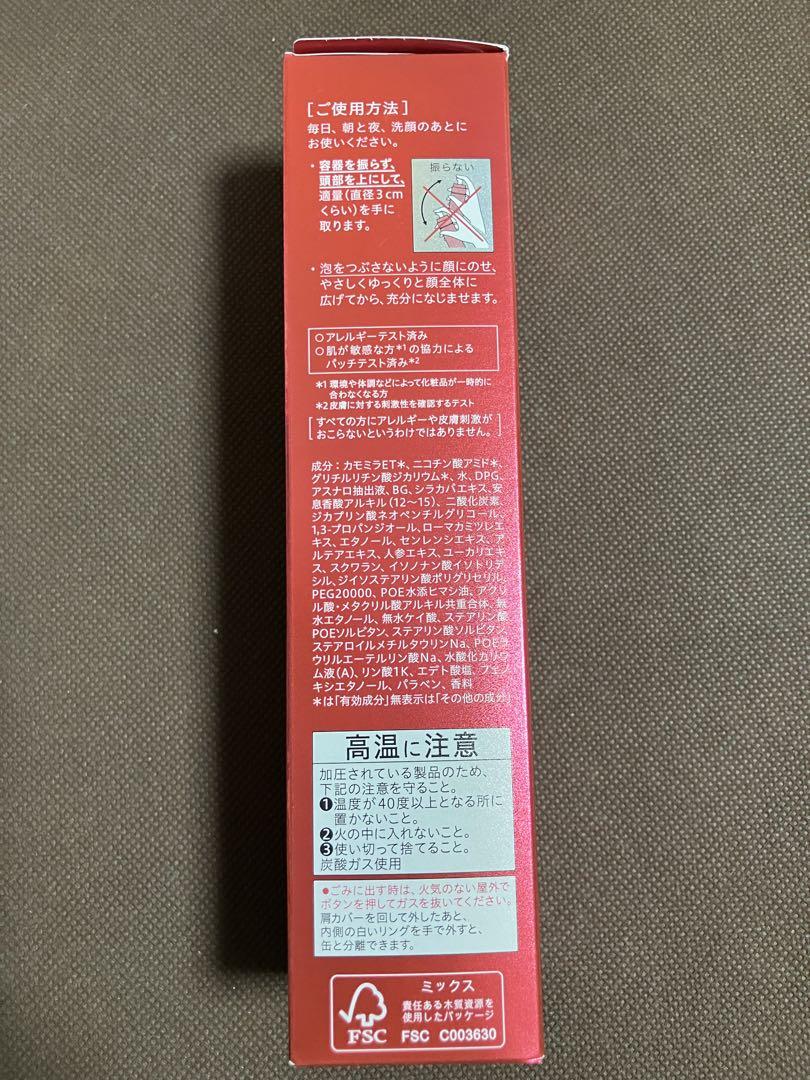 [ご使用方法]
毎日、朝と夜、洗顔のあとに
お使いください。
・容器を振らず、
頭部を上にして、
適量(直径3cm
くらい)を手に
取ります。
振らない
・泡をつぶさないように顔にのせ、
やさしくゆっくりと顔全体に
広げてから、充分になじませます。
○アレルギーテスト済み
○肌が敏感な方*1の協力による
パッチテスト済み*2
*1 環境や体調などによって化粧品が一時的に
合わなくなる方
*2 皮膚に対する刺激性を確認するテスト
[すべての方にアレルギーや皮膚刺激が
おこらないというわけではありません。]
成分:カモミラET*、ニコチン酸アミド*、
グリチルリチン酸ジカリウム*、水、DPG、
アスナロ抽出液、BG、シラカバエキス、安
息香酸アルキル(12〜15)、二酸化炭素、
ジカプリン酸ネオペンチルグリコール、
1,3-プロパンジオール、ローマカミツレエ
キス、エタノール、センレンシエキス、ア
ルテアエキス、人参エキス、ユーカリエキ
ス、スクワラン、イソノナン酸イソトリデ
シル、ジイソステアリン酸ポリグリセリル、
PEG20000、POE水添ヒマシ油、アクリ
ル酸・メタクリル酸アルキル共重合体、無
水エタノール、無水ケイ酸、ステアリン酸
POEソルビタン、ステアリン酸ソルビタン、
ステアロイルメチルタウリンNa、POEラ
ウリルエーテルリン酸Na、水酸化カリウ
ム液(A)、リン酸1K、エデト酸塩、フェノ
キシエタノール、パラベン、香料
*は「有効成分」無表示は「その他の成分」
高温に注意
加圧されている製品のため、
下記の注意を守ること。
❶温度が40度以上となる所に
置かないこと。
❷火の中に入れないこと。
❸使い切って捨てること。
炭酸ガス使用
●ごみに出す時は、火気のない屋外で
ボタンを押してガスを抜いてください。
肩カバーを回して外したあと、
内側の白いリングを手で外すと、
缶と分離できます。
FSC
ミックス
責任ある木質資源を
使用したパッケージ
FSC C003630